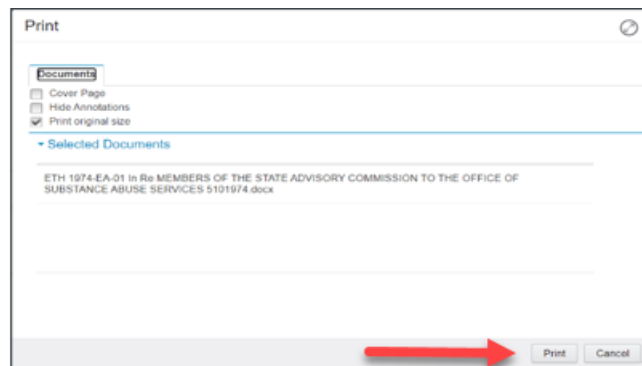 Print
Documents
Cover Page
Hide Annotations
Print original size
Selected Documents
ETH 1974-EA-01 In Re MEMBERS OF THE STATE ADVISORY COMMISSION TO THE OFFICE OF
SUBSTANCE ABUSE SERVICES 5101974.docx
Print Cancel